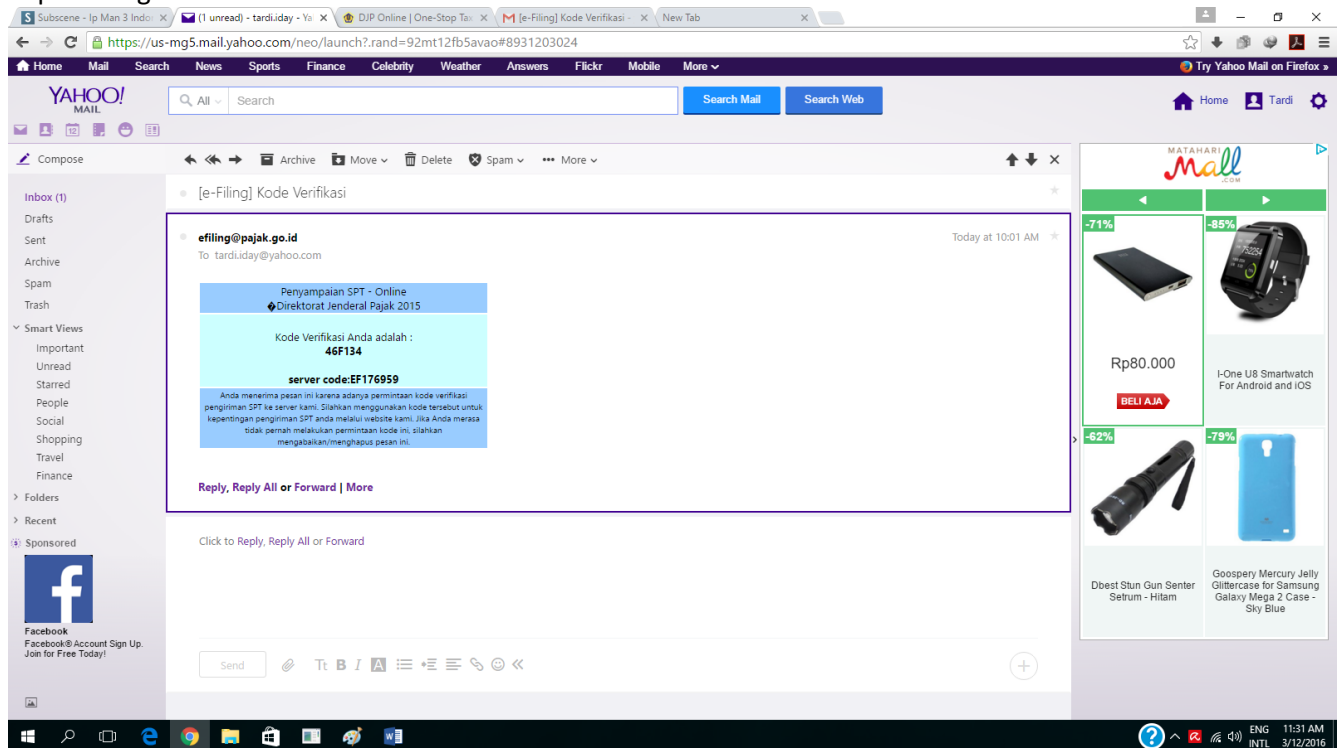 Subscene - Ip Man 3 Indo
(1 unread) - tardi.iday - Ya
DJP Online | One-Stop Tax
[e-Filing] Kode Verifikasi -
New Tab
https://us-mg5.mail.yahoo.com/neo/launch?.rand=92mt12fb5avao#8931203024
Home Mail Search News Sports Finance Celebrity Weather Answers Flickr Mobile More
Try Yahoo Mail on Firefox »
YAHOO!
MAIL
All Search
Search Mail
Search Web
Home Tardi
12
Compose
Archive Move Delete Spam More
Inbox (1)
Drafts
Sent
Archive
Spam
Trash
Smart Views
Important
Unread
Starred
People
Social
Shopping
Travel
Finance
Folders
Recent
Sponsored
Facebook
Facebook® Account Sign Up.
Join for Free Today!
[e-Filing] Kode Verifikasi
efiling@pajak.go.id
Today at 10:01 AM
To tardi.iday@yahoo.com
Penyampaian SPT - Online
�Direktorat Jenderal Pajak 2015
Kode Verifikasi Anda adalah :
46F134
server code:EF176959
Anda menerima pesan ini karena adanya permintaan kode verifikasi
pengiriman SPT ke server kami. Silahkan menggunakan kode tersebut untuk
kepentingan pengiriman SPT anda melalui website kami. Jika Anda merasa
tidak pernah melakukan permintaan kode ini, silahkan
mengabaikan/menghapus pesan ini.
Reply, Reply All or Forward | More
Click to Reply, Reply All or Forward
Send Tt B I A
MATAHARI
Mall
.COM
-71%
Rp80.000
BELI AJA
-85%
I-One U8 Smartwatch
For Android and iOS
-62%
Dbest Stun Gun Senter
Setrum - Hitam
-79%
Goospery Mercury Jelly
Glittercase for Samsung
Galaxy Mega 2 Case -
Sky Blue
ENG
INTL
11:31 AM
3/12/2016